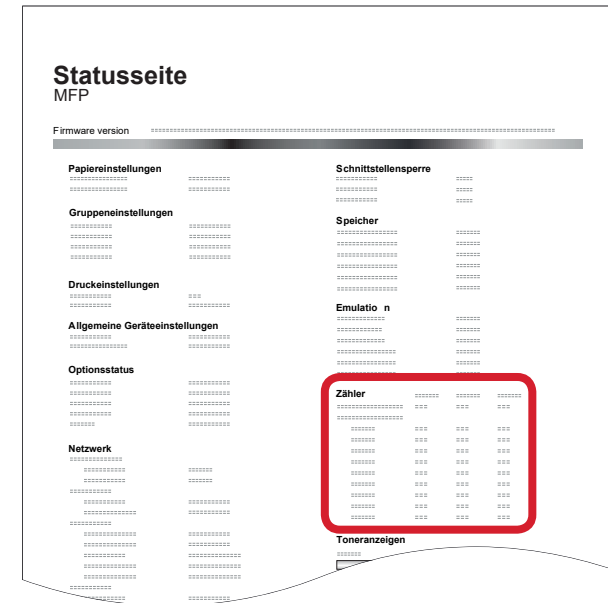 Statusseite
MFP
Firmware version
Papiereinstellungen
Gruppeneinstellungen
Druckeinstellungen
Allgemeine Geräteeinstellungen
Optionsstatus
Netzwerk
Schnittstellensperre
Speicher
Emulatio n
Zähler
Toneranzeigen